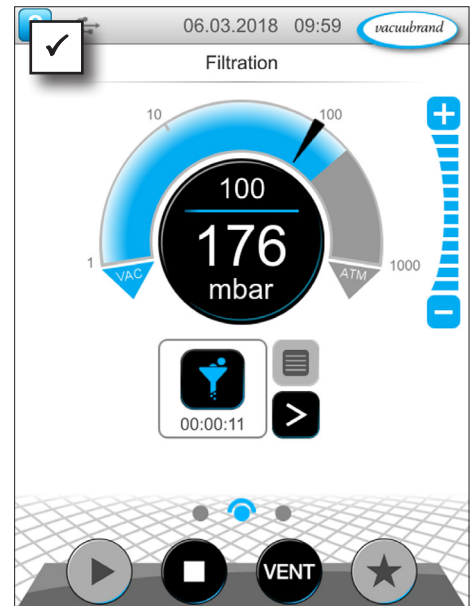 06.03.2018 09:59 vacuubrand
Filtration
10
100
100
176
mbar
1
VAC
ATM
1000
00:00:11
VENT